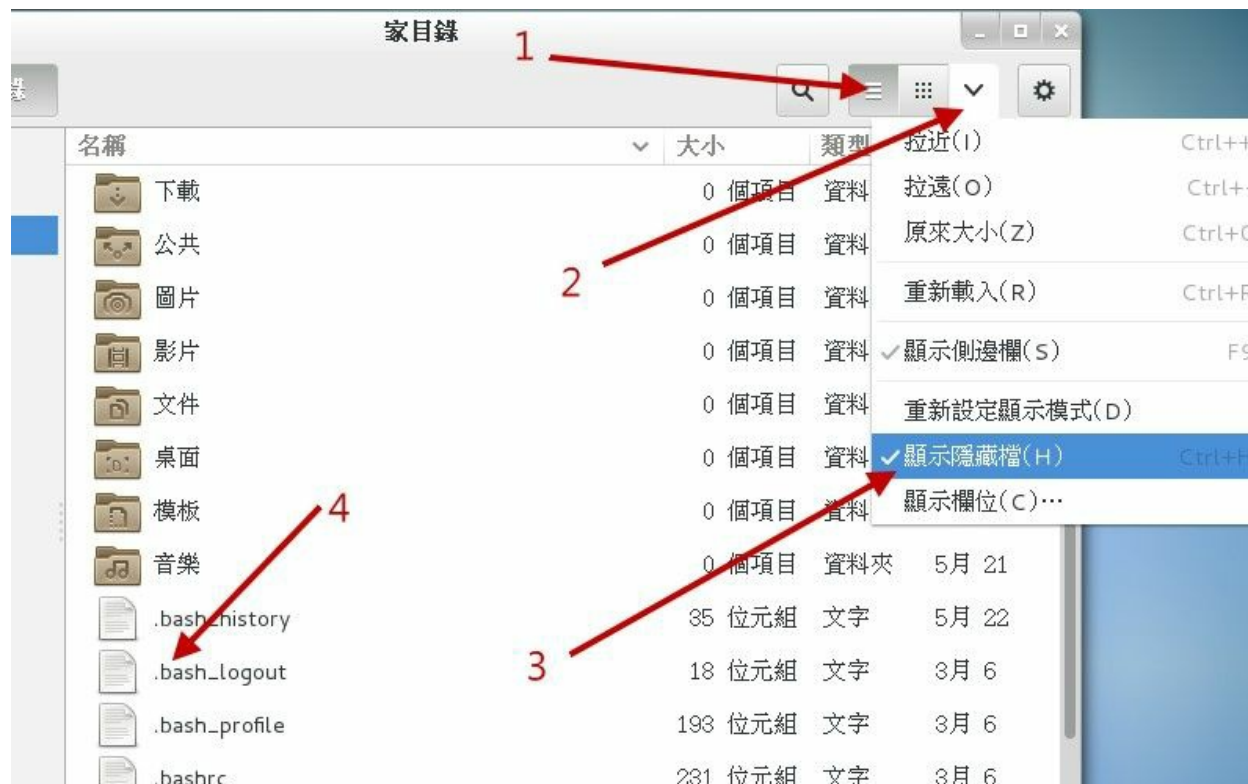 家目錄
1
名稱 大小 類型
拉近(I) Ctrl++
下載 0 個項目 資料
拉遠(O) Ctrl+-
公共 0 個項目 資料
原來大小(Z) Ctrl+0
2
圖片 0 個項目 資料
重新載入(R) Ctrl+R
影片 0 個項目 資料
顯示側邊欄(S) F9
文件 0 個項目 資料
重新設定顯示模式(D)
桌面 0 個項目 資料
顯示隱藏檔(H) Ctrl+H
模板 4 0 個項目 資料
顯示欄位(C)…
音樂 0 個項目 資料夾 5月 21
.bash_history 35 位元組 文字 5月 22
3
.bash_logout 18 位元組 文字 3月 6
.bash_profile 193 位元組 文字 3月 6
.bashrc 231 位元組 文字 3月 6